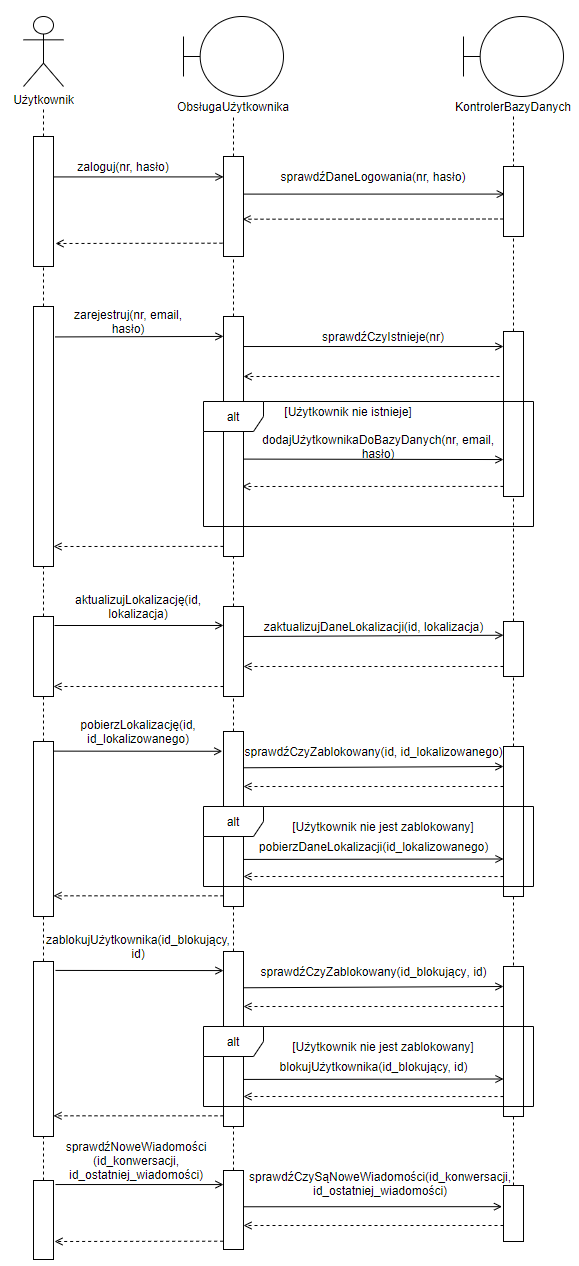 Użytkownik
ObsługaUżytkownika
KontrolerBazyDanych
zaloguj(nr, hasło)
sprawdźDaneLogowania(nr, hasło)
zarejestruj(nr, email,
hasło)
sprawdźCzyIstnieje(nr)
alt
[Użytkownik nie istnieje]
dodajUżytkownikaDoBazyDanych(nr, email,
hasło)
aktualizujLokalizację(id,
lokalizacja)
zaktualizujDaneLokalizacji(id, lokalizacja)
pobierzLokalizację(id,
id_lokalizowanego)
sprawdźCzyZablokowany(id, id_lokalizowanego)
alt
[Użytkownik nie jest zablokowany]
pobierzDaneLokalizacji(id_lokalizowanego)
zablokujUżytkownika(id_blokujący,
id)
sprawdźCzyZablokowany(id_blokujący, id)
alt
[Użytkownik nie jest zablokowany]
blokujUżytkownika(id_blokujący, id)
sprawdźNoweWiadomości
(id_konwersacji,
id_ostatniej_wiadomości)
sprawdźCzySąNoweWiadomości(id_konwersacji,
id_ostatniej_wiadomości)